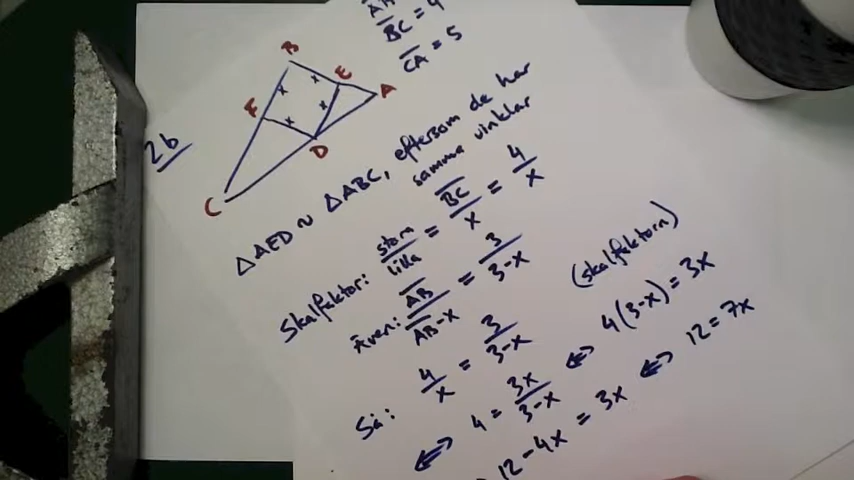 BC = 4
CA = 5
B
E
A
F
D
C
2b
△AED ~ △ABC, eftersom de har
samma vinklar
Skalfaktor: stora/lilla = BC/x = 4/x
Även: AB/AB-x = 3/3-x (skalfaktorn)
Så: 4/x = 3/3-x
⟺ 4 = 3x/3-x ⟺ 4(3-x) = 3x
12-4x = 3x ⟺ 12 = 7x